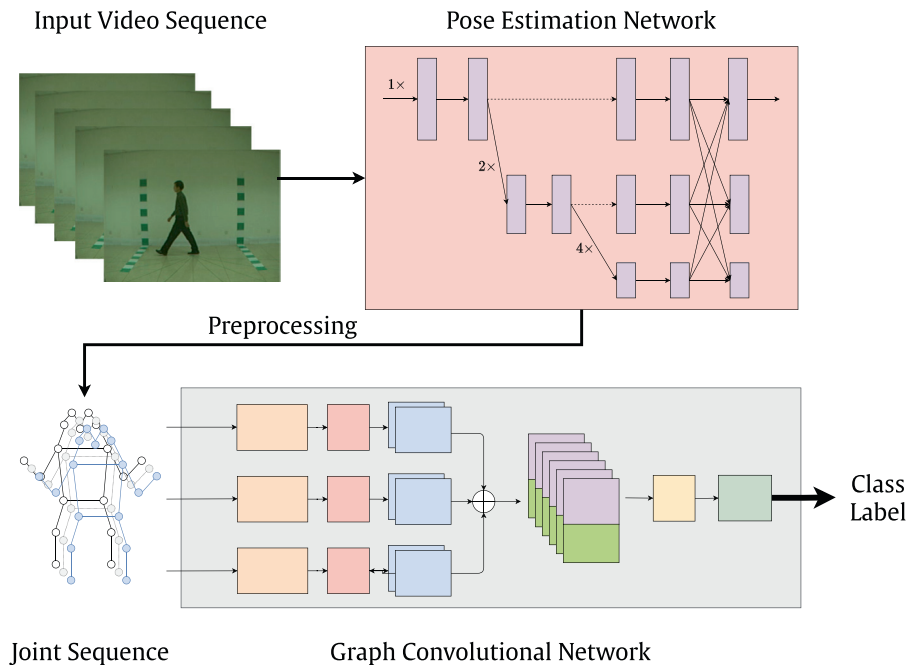 Input Video Sequence
Pose Estimation Network
1×
2×
4×
Preprocessing
Class
Label
Joint Sequence
Graph Convolutional Network